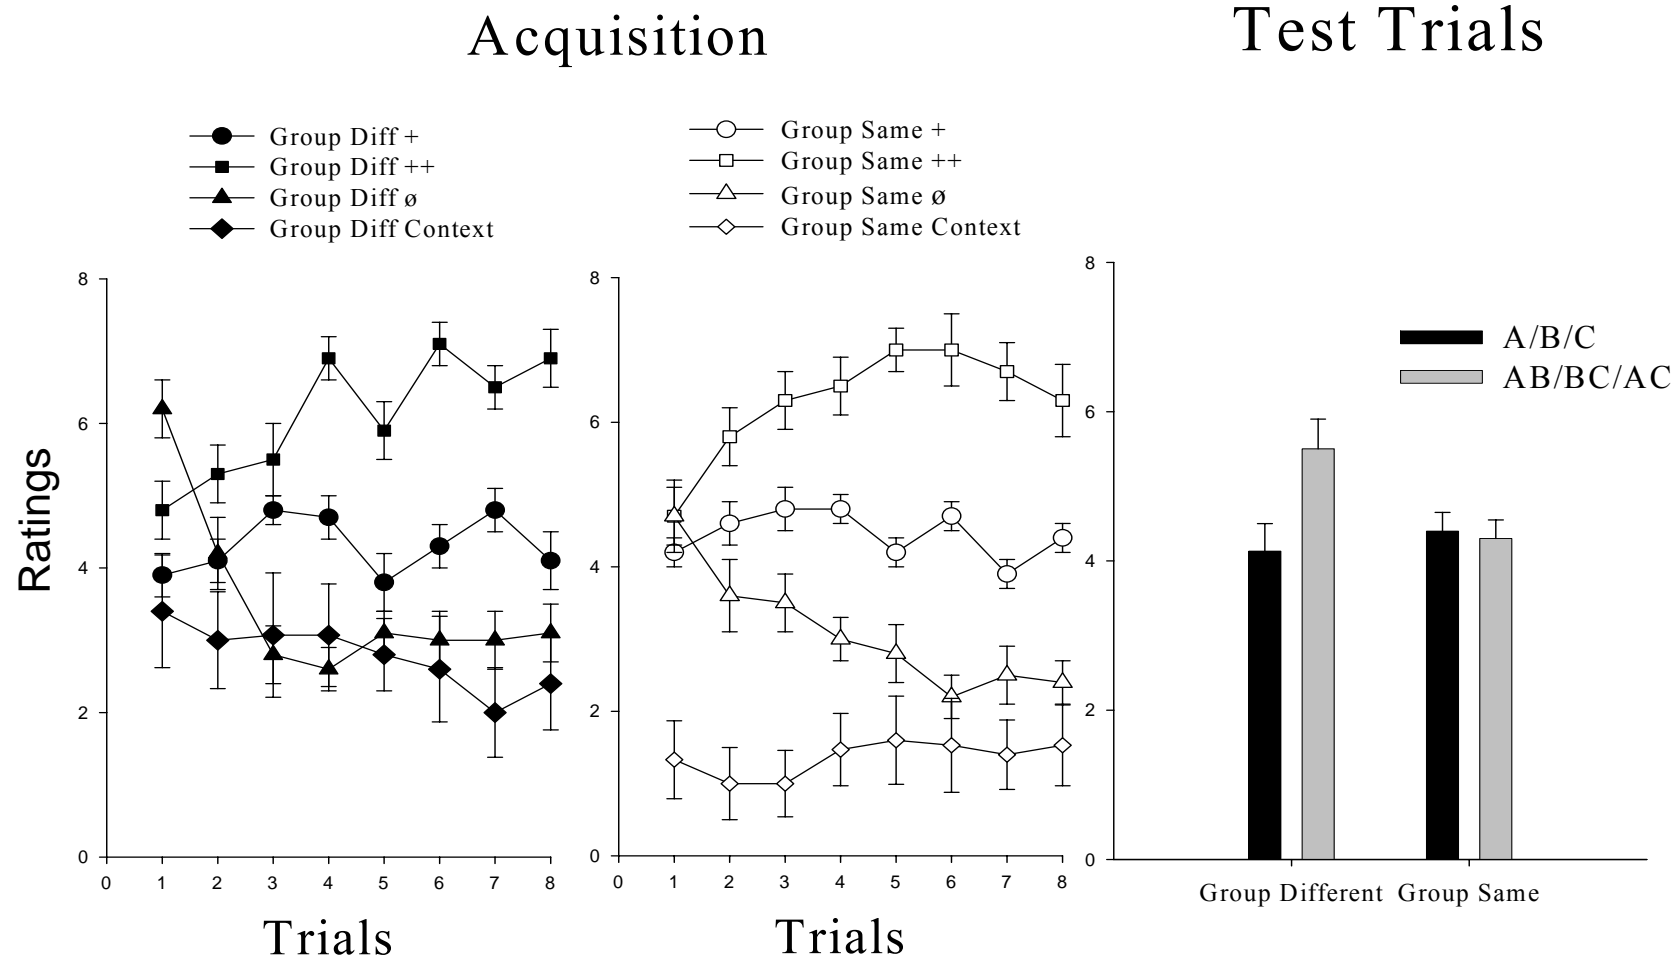 Acquisition
Test Trials
Group Diff +
Group Diff ++
Group Diff ø
Group Diff Context
Group Same +
Group Same ++
Group Same ø
Group Same Context
Ratings
8
6
4
2
0
0 1 2 3 4 5 6 7 8
Trials
8
6
4
2
0
0 1 2 3 4 5 6 7 8
Trials
8
6
4
2
0
A/B/C
AB/BC/AC
Group Different Group Same